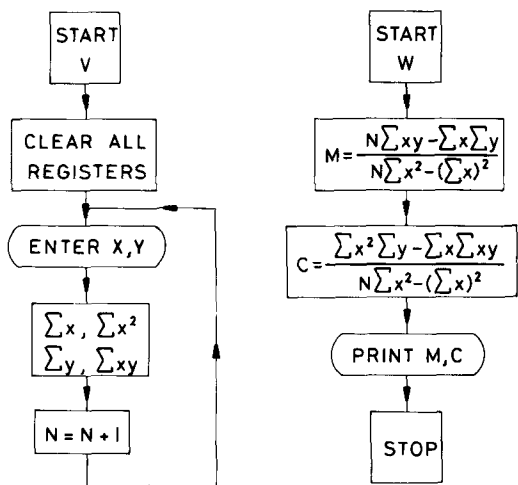 START
V
CLEAR ALL
REGISTERS
ENTER X,Y
∑x, ∑x²
∑y, ∑xy
N = N + 1
START
W
M = (N∑xy - ∑x∑y) / (N∑x² - (∑x)²)
C = (∑x²∑y - ∑x∑xy) / (N∑x² - (∑x)²)
PRINT M,C
STOP